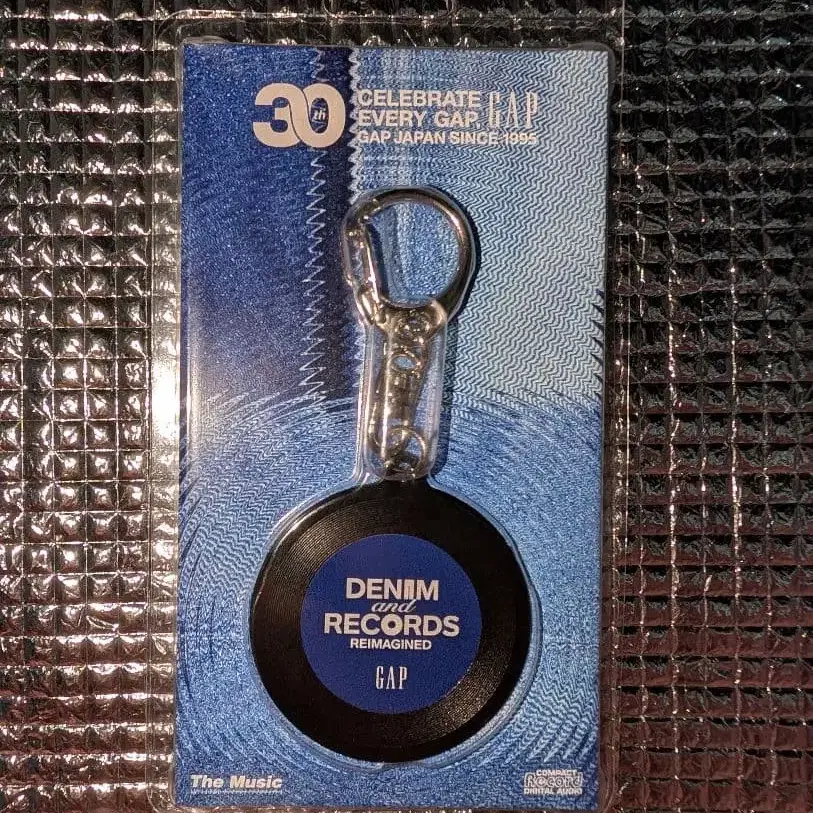 30th
CELEBRATE
EVERY GAP GAP
GAP JAPAN SINCE 1995
DENIM
and
RECORDS
REIMAGINED
GAP
The Music
COMPACT
Record
DIGITAL AUDIO